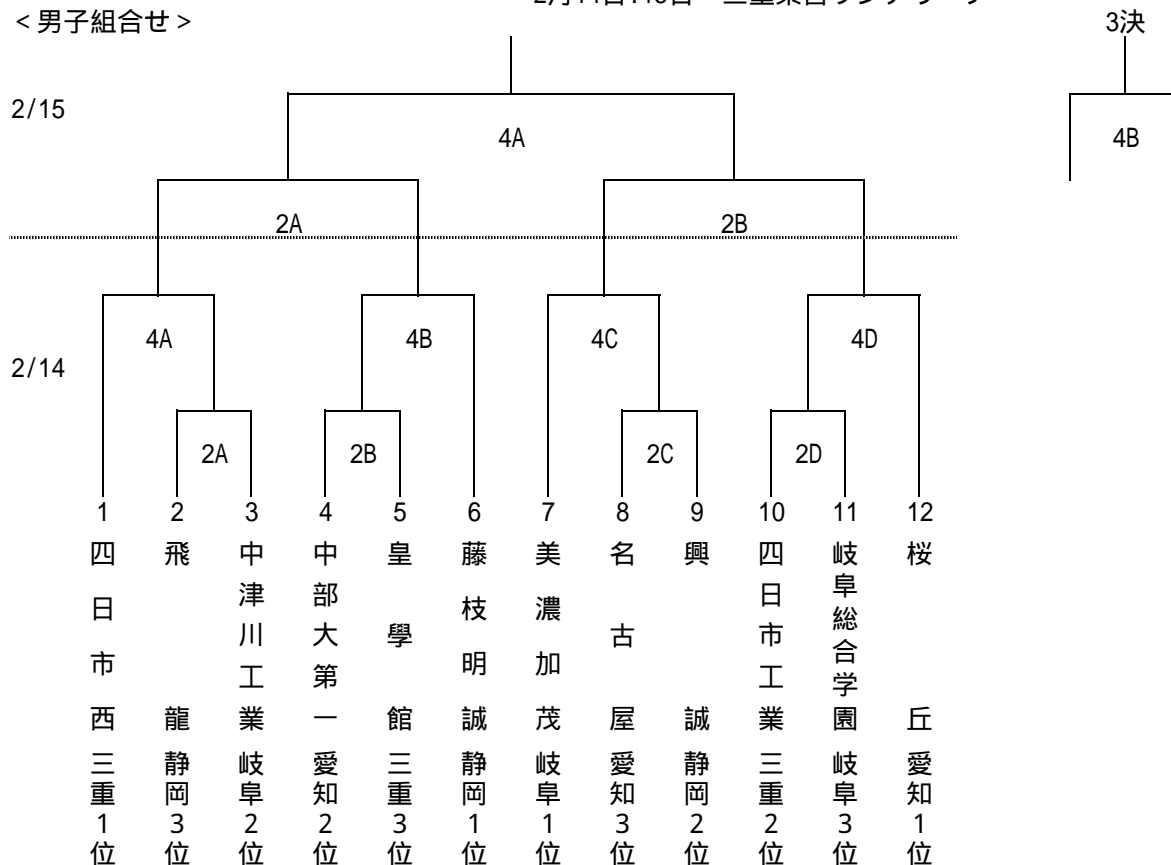 ＜男子組合せ＞
3決
2/15
4A
4B
2A
2B
4A
4B
4C
4D
2/14
2A
2B
2C
2D
1
2
3
4
5
6
7
8
9
10
11
12
四日市西三重1位
飛龍静岡3位
中津川工業岐阜2位
中部大第一愛知2位
皇學館三重3位
藤枝明誠静岡1位
美濃加茂岐阜1位
名古屋愛知3位
興誠静岡2位
四日市工業三重2位
岐阜総合学園岐阜3位
桜丘愛知1位